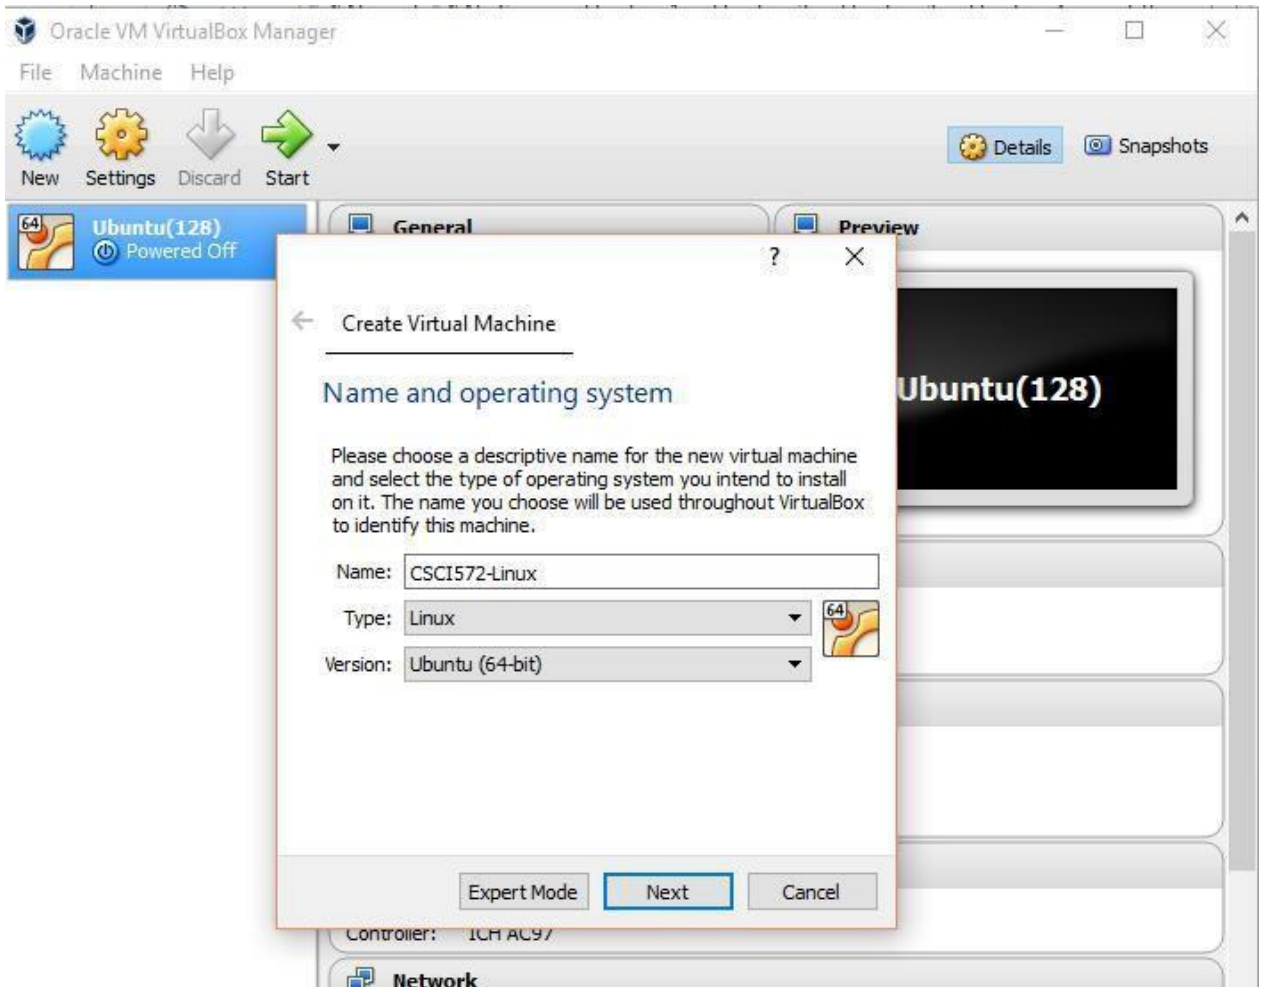 Oracle VM VirtualBox Manager
File Machine Help
New Settings Discard Start
Details Snapshots
64
Ubuntu(128)
Powered Off
General
Preview
Ubuntu(128)
?
Create Virtual Machine
Name and operating system
Please choose a descriptive name for the new virtual machine
and select the type of operating system you intend to install
on it. The name you choose will be used throughout VirtualBox
to identify this machine.
Name: CSCI572-Linux
Type: Linux
64
Version: Ubuntu (64-bit)
Expert Mode Next Cancel
Controller: ICH AC97
Network